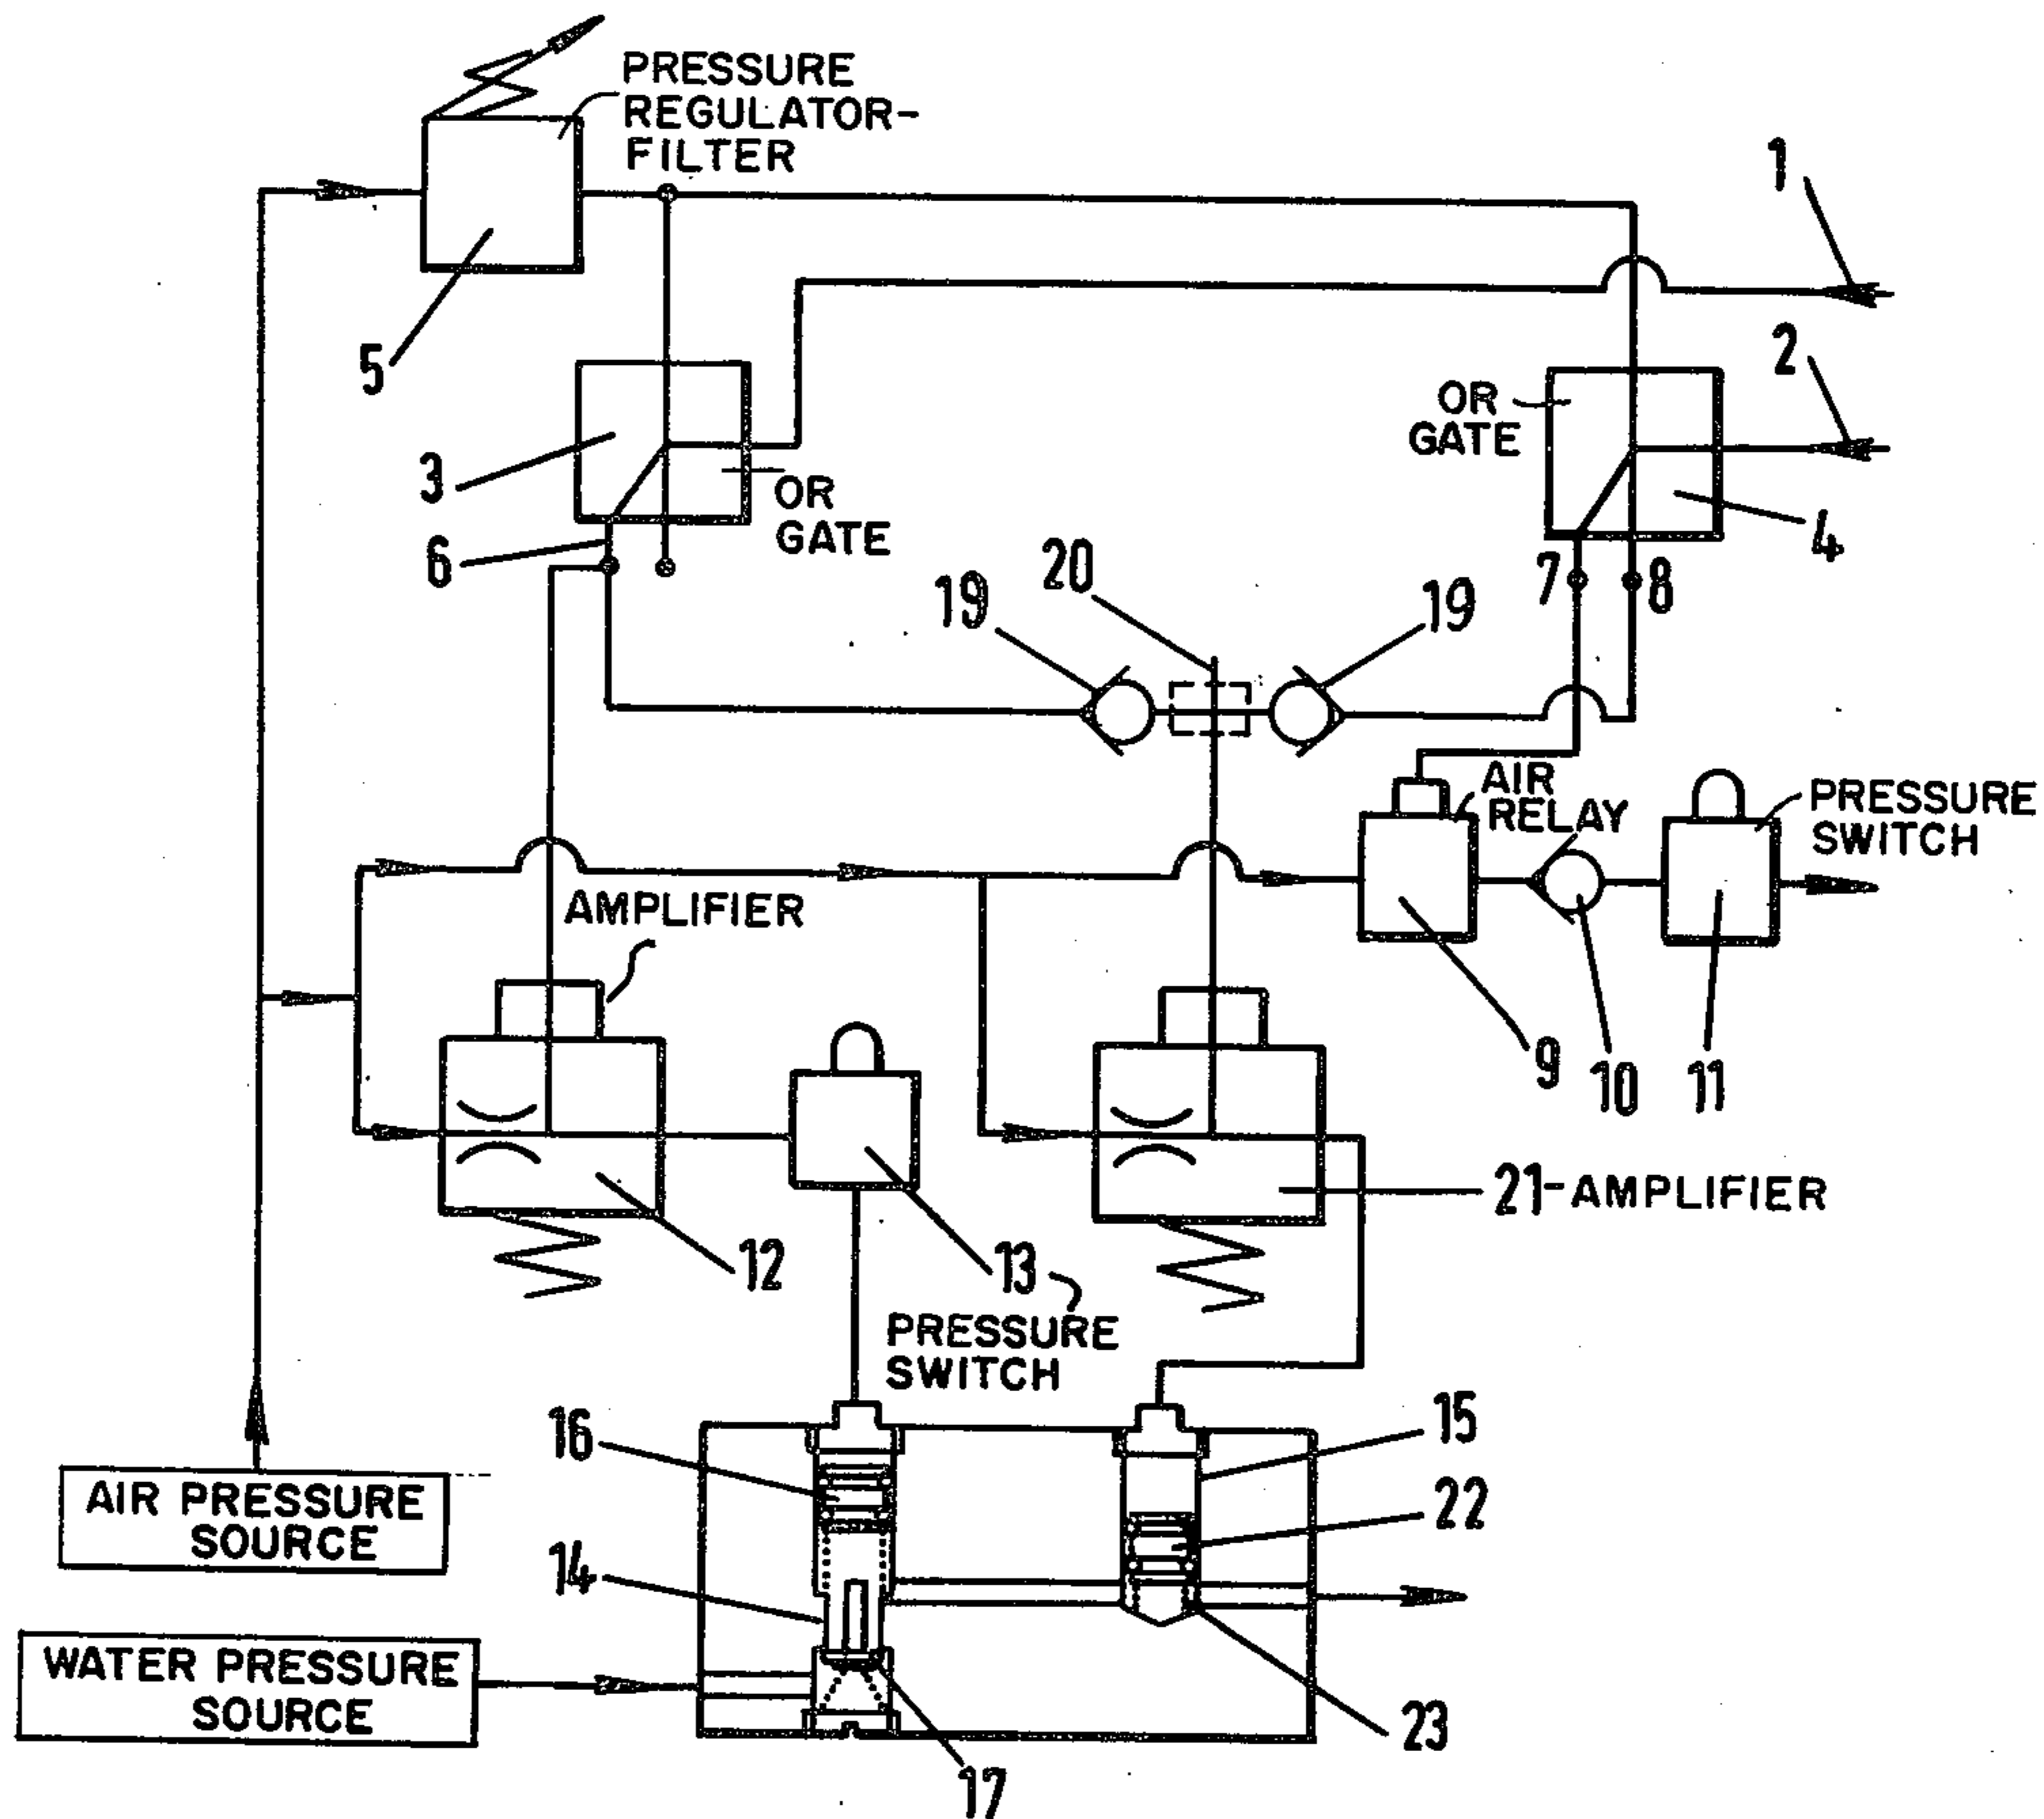 PRESSURE
REGULATOR-
FILTER
1
5
2
OR
GATE
3
OR
GATE
4
6
20
7
8
19
19
AIR
RELAY
PRESSURE
SWITCH
AMPLIFIER
9
10
11
21-AMPLIFIER
12
13
PRESSURE
SWITCH
16
15
22
AIR PRESSURE
SOURCE
14
WATER PRESSURE
SOURCE
23
17